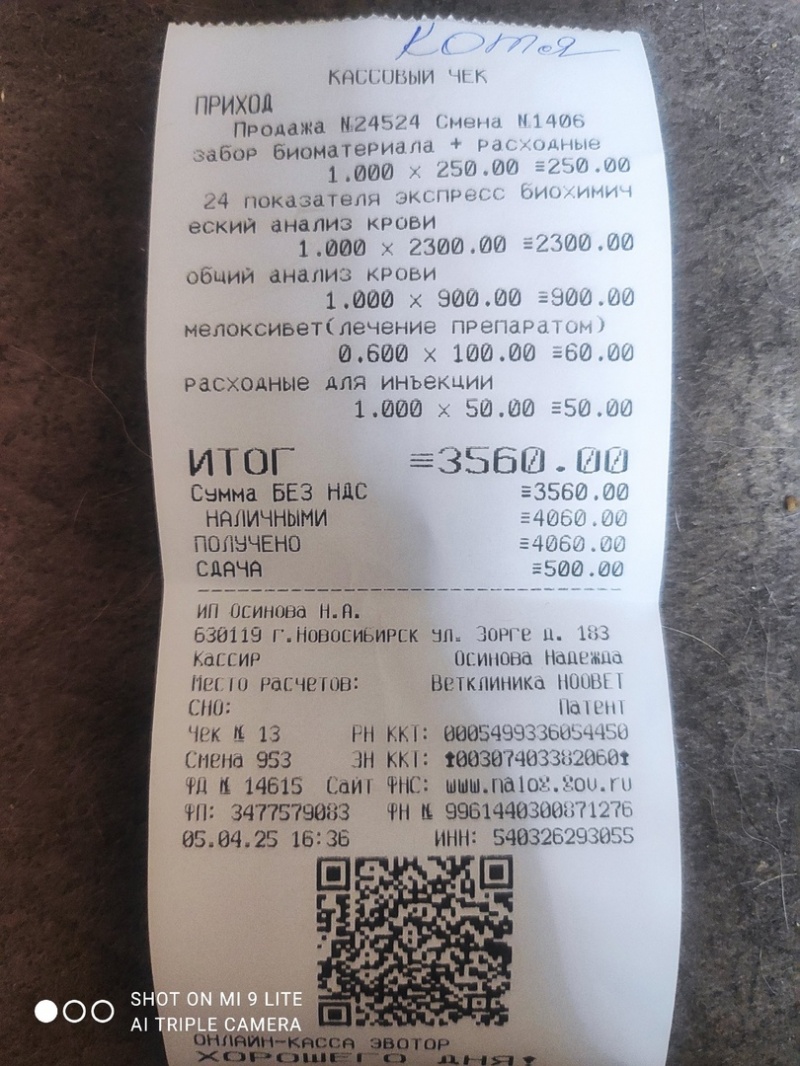 Котя
КАССОВЫЙ ЧЕК
ПРИХОД
Продажа №24524 Смена №1406
забор биоматериала + расходные
1.000 × 250.00 ≡250.00
24 показателя экспресс биохимич
еский анализ крови
1.000 × 2300.00 ≡2300.00
общий анализ крови
1.000 × 900.00 ≡900.00
мелоксивет(лечение препаратом)
0.600 × 100.00 ≡60.00
расходные для инъекции
1.000 × 50.00 ≡50.00
ИТОГ ≡3560.00
Сумма БЕЗ НДС ≡3560.00
НАЛИЧНЫМИ ≡4060.00
ПОЛУЧЕНО ≡4060.00
СДАЧА ≡500.00
ИП Осинова Н.А.
630119 г.Новосибирск ул. Зорге д. 183
Кассир Осинова Надежда
Место расчетов: Ветклиника НООВЕТ
СНО: Патент
Чек № 13 РН ККТ: 0005499336054450
Смена 953 ЗН ККТ: 00307403382060
ФД № 14615 Сайт ФНС: www.nalog.gov.ru
ФП: 3477579083 ФН № 9961440300871276
05.04.25 16:36 ИНН: 540326293055
SHOT ON MI 9 LITE
AI TRIPLE CAMERA
ОНЛАЙН-КАССА ЭВОТОР
ХОРОШЕГО ДНЯ!